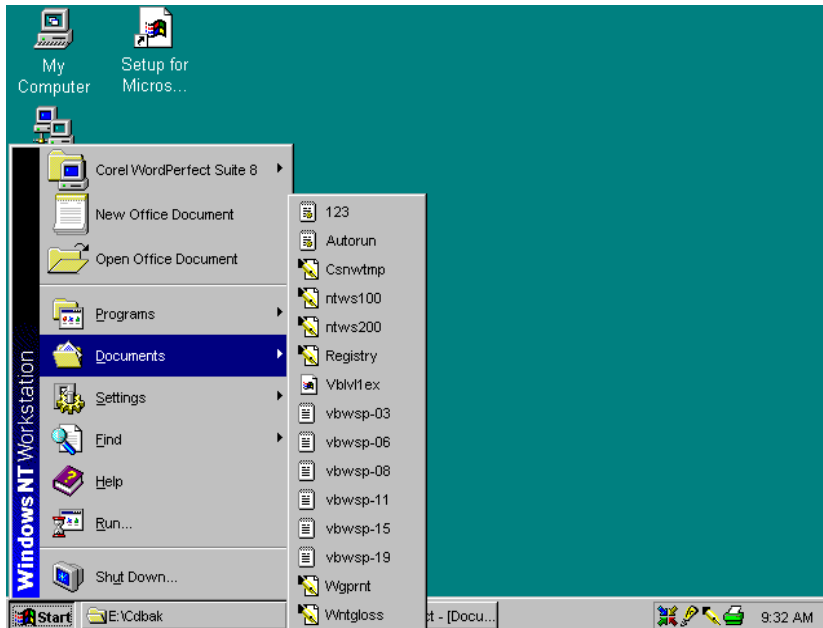 My
Computer
Setup for
Micros...
Corel WordPerfect Suite 8
New Office Document
Open Office Document
Programs
Documents
Settings
Find
Help
Run...
Shut Down...
Windows NT Workstation
123
Autorun
Csnwtmp
ntws100
ntws200
Registry
Vblvl1ex
vbwsp-03
vbwsp-06
vbwsp-08
vbwsp-11
vbwsp-15
vbwsp-19
Wgprnt
Wntgloss
Start
E:\Cdbak
t - [Docu...
9:32 AM